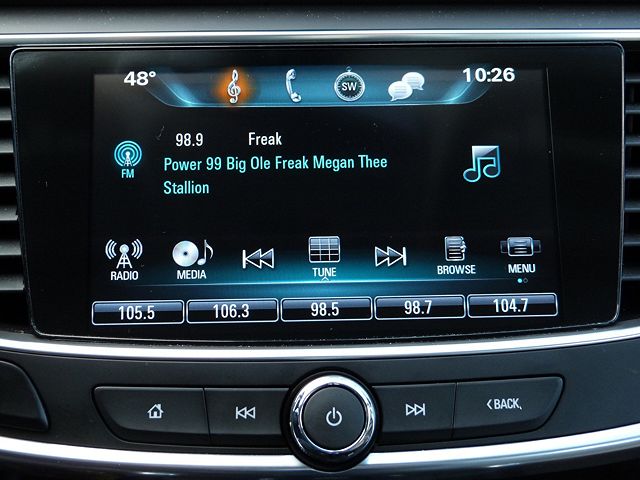 48° SW 10:26
98.9 Freak
FM Power 99 Big Ole Freak Megan Thee
Stallion
RADIO MEDIA TUNE BROWSE MENU
105.5 106.3 98.5 98.7 104.7
BACK